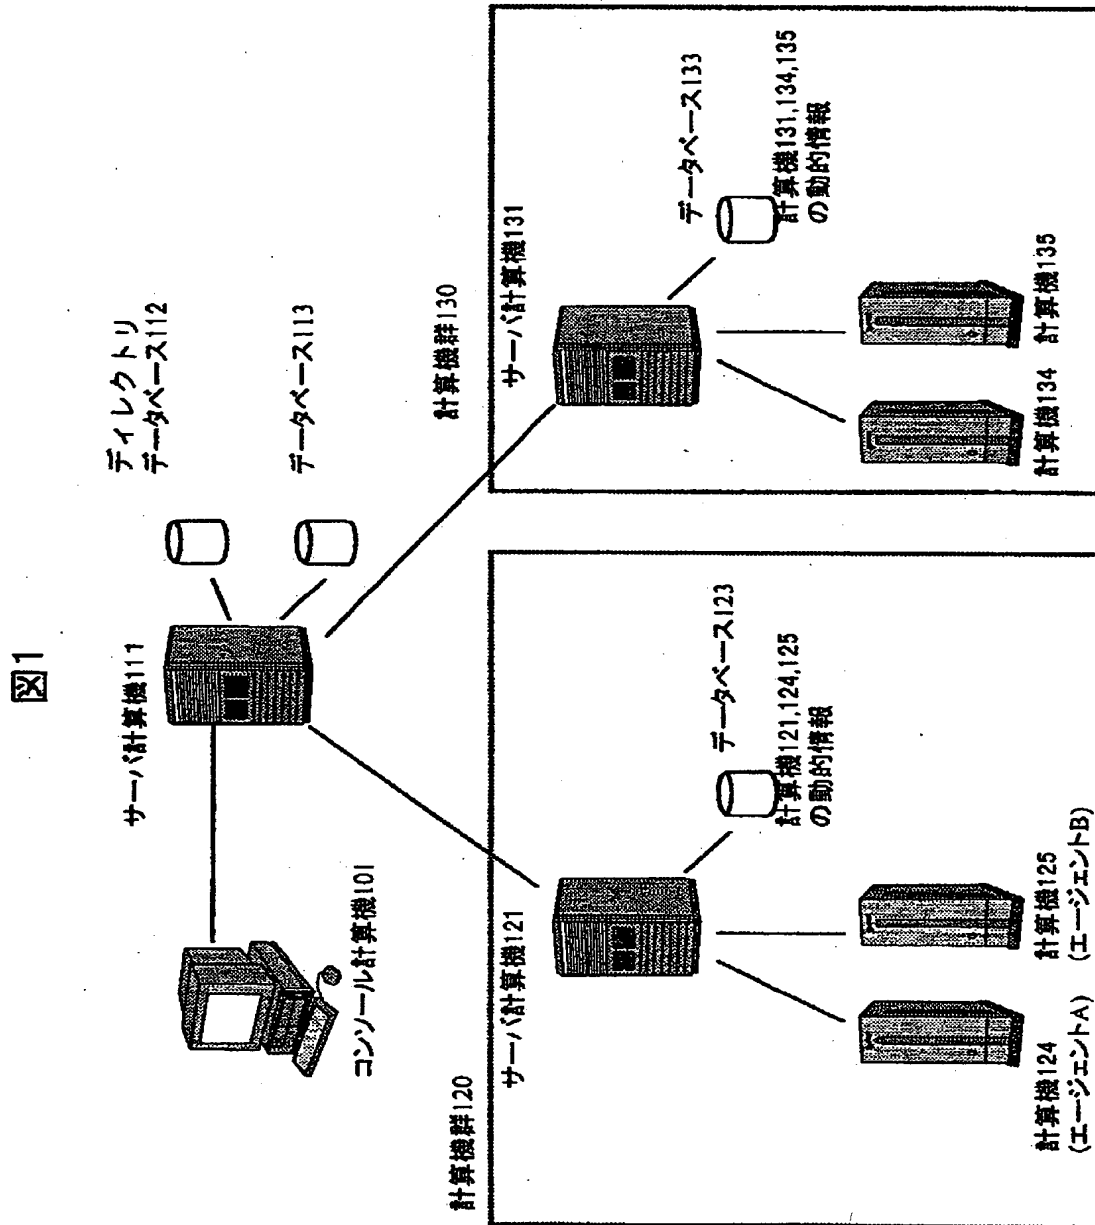 図1
ディレクトリ
データベース112
サーバ計算機111
データベース113
コンソール計算機101
計算機群120
サーバ計算機121
データベース123
計算機121,124,125
の動的情報
計算機124
(エージェントA)
計算機125
(エージェントB)
計算機群130
サーバ計算機131
データベース133
計算機131,134,135
の動的情報
計算機134
計算機135